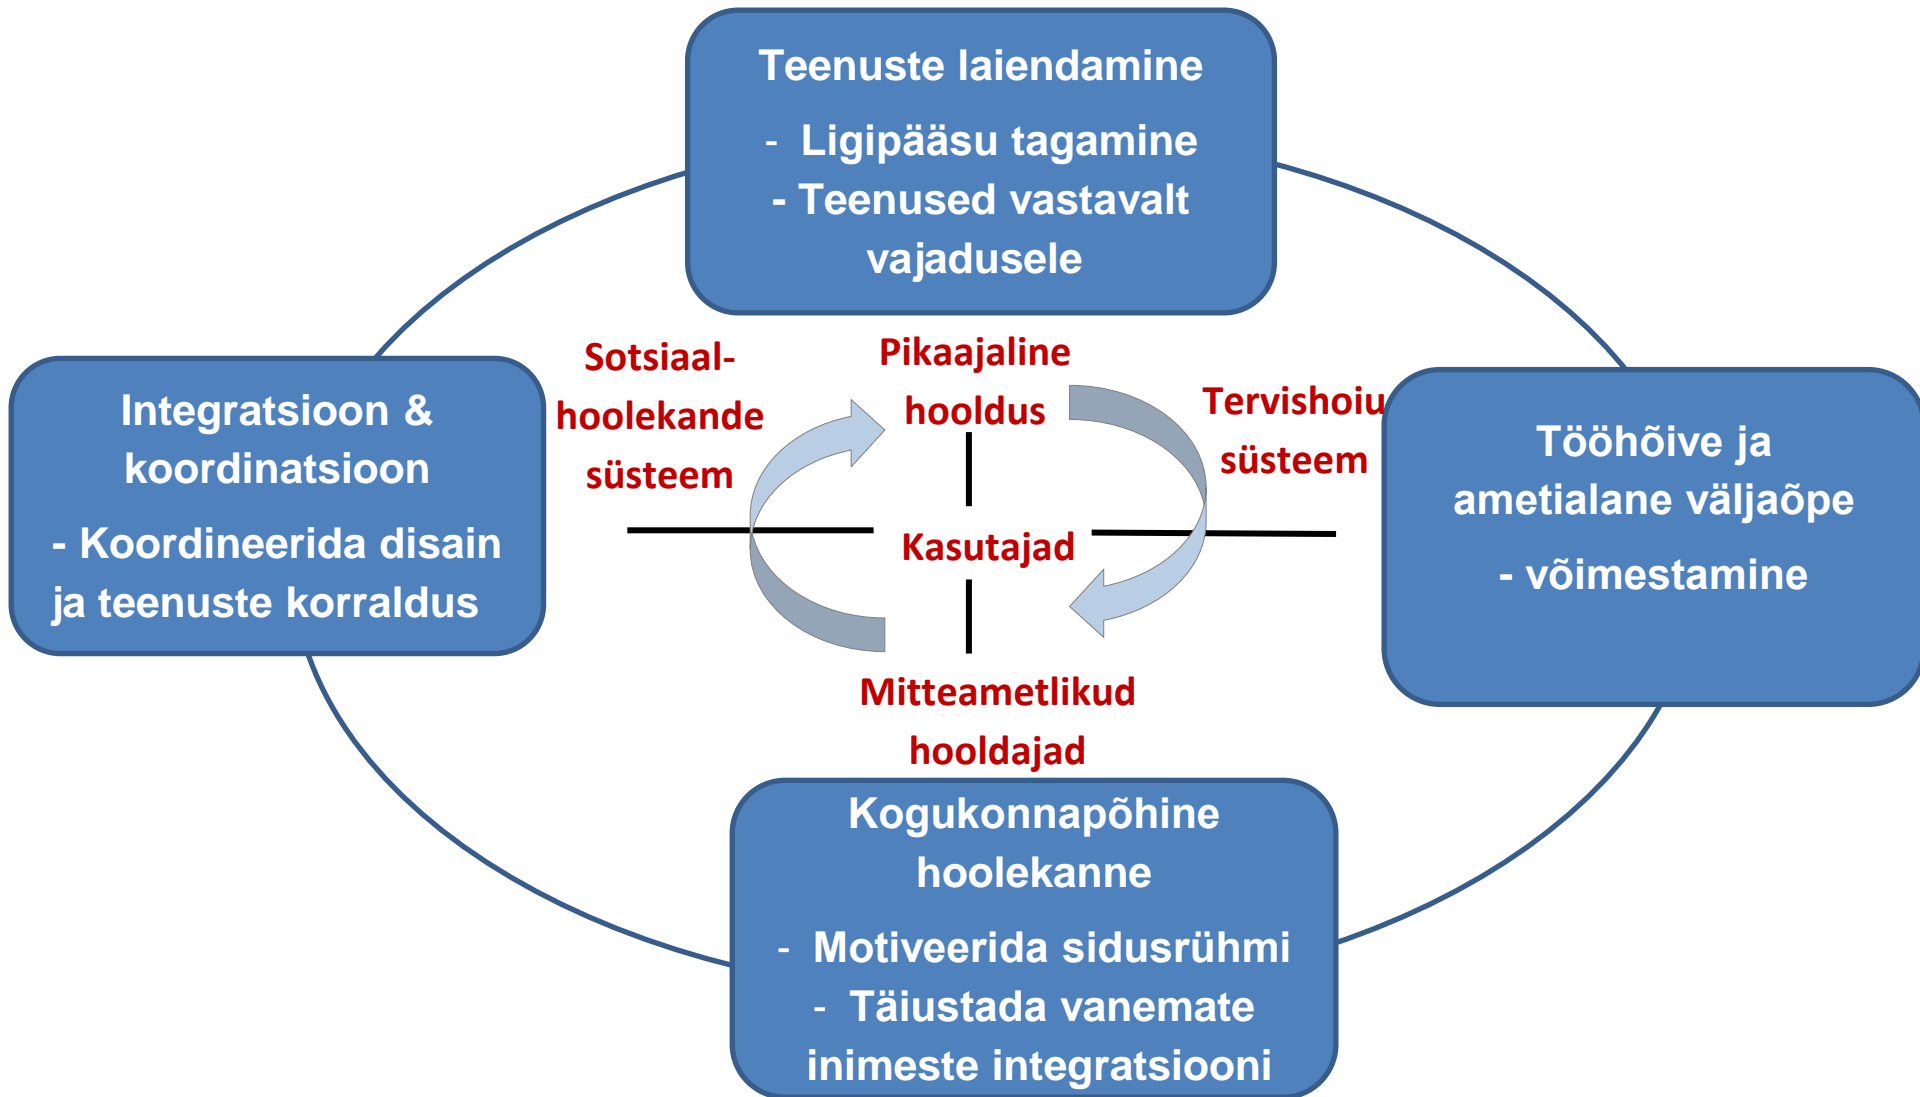 Teenuste laiendamine
- Ligipääsu tagamine
- Teenused vastavalt
vajadusele
Integratsioon &
koordinatsioon
- Koordineerida disain
ja teenuste korraldus
Sotsiaal-
hoolekande
süsteem
Pikaajaline
hooldus
Tervishoiu
süsteem
Kasutajad
Mitteametlikud
hooldajad
Tööhõive ja
ametialane väljaõpe
- võimestamine
Kogukonnapõhine
hoolekanne
- Motiveerida sidusrühmi
- Täiustada vanemate
inimeste integratsiooni